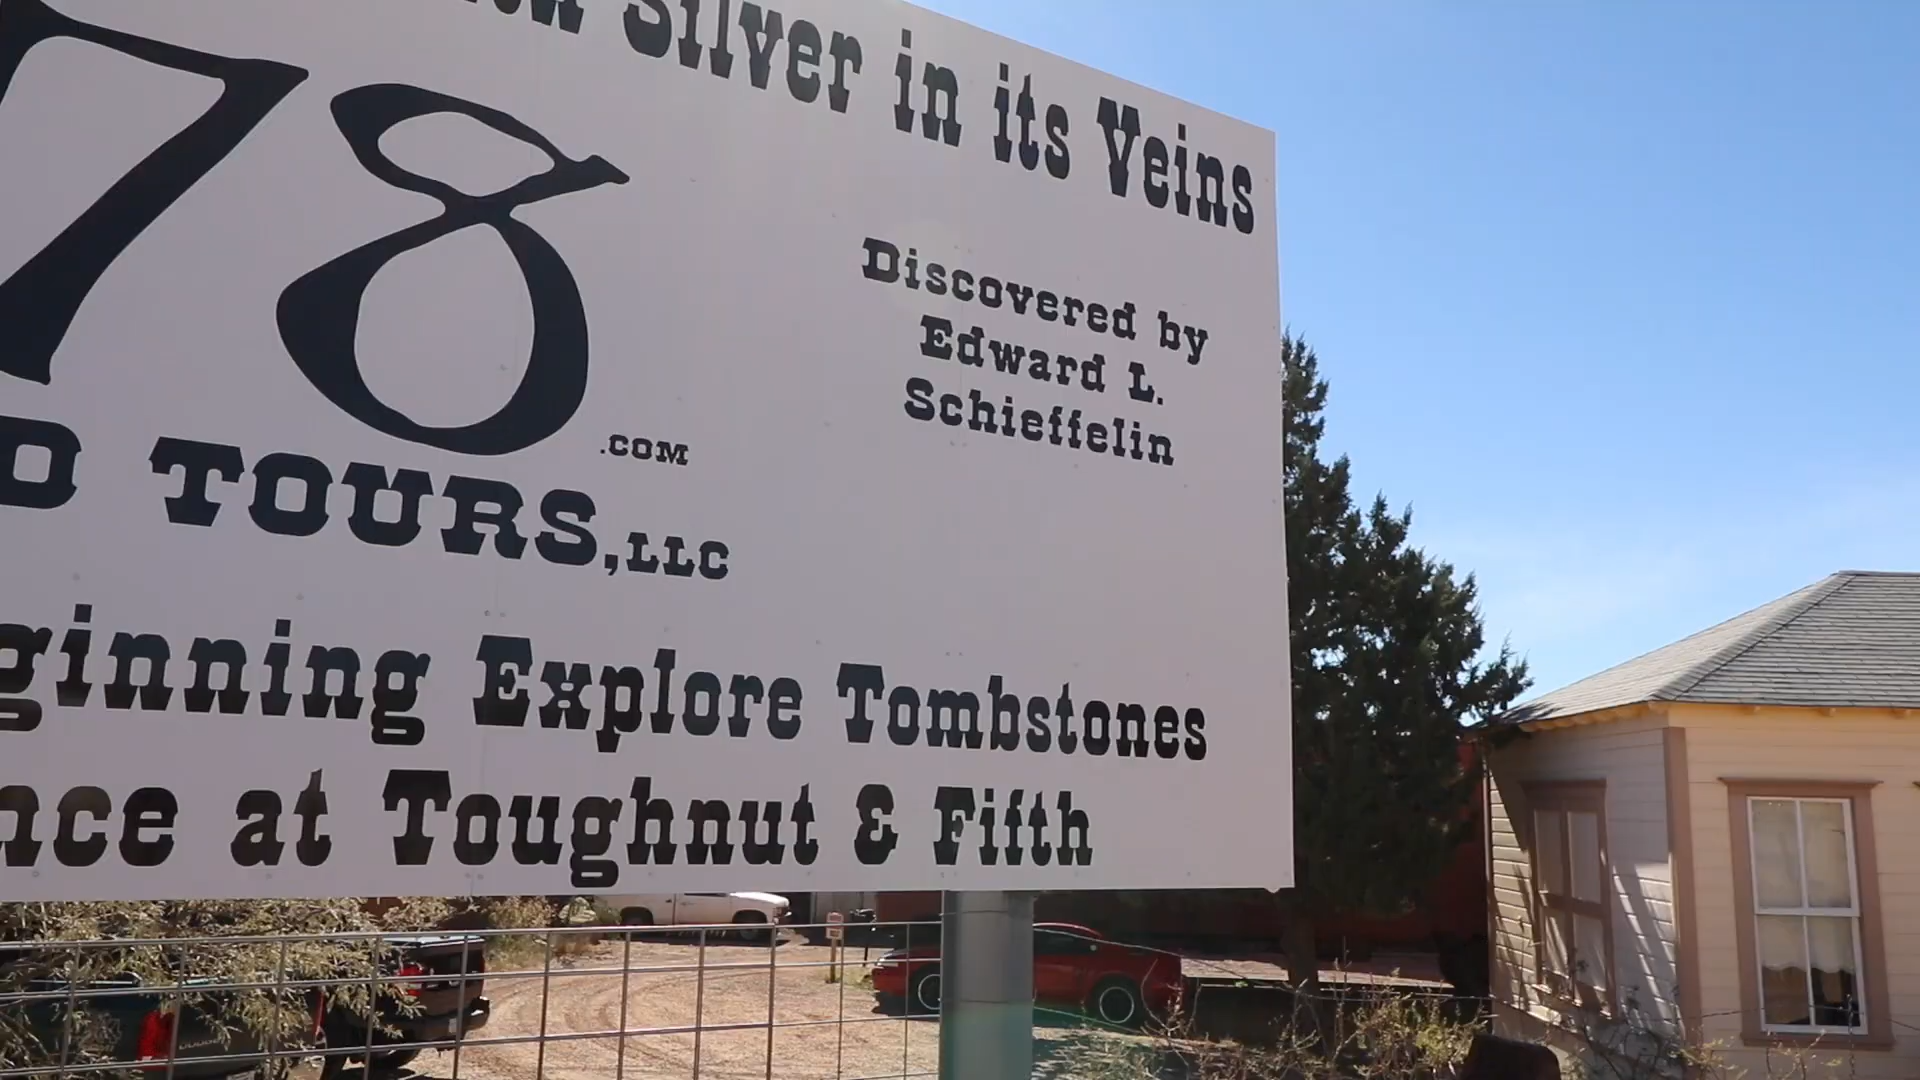 Silver in its Veins
78
.COM
Discovered by
Edward L.
Schieffelin
TOURS, LLC
ginning Explore Tombstones
nce at Toughnut & Fifth